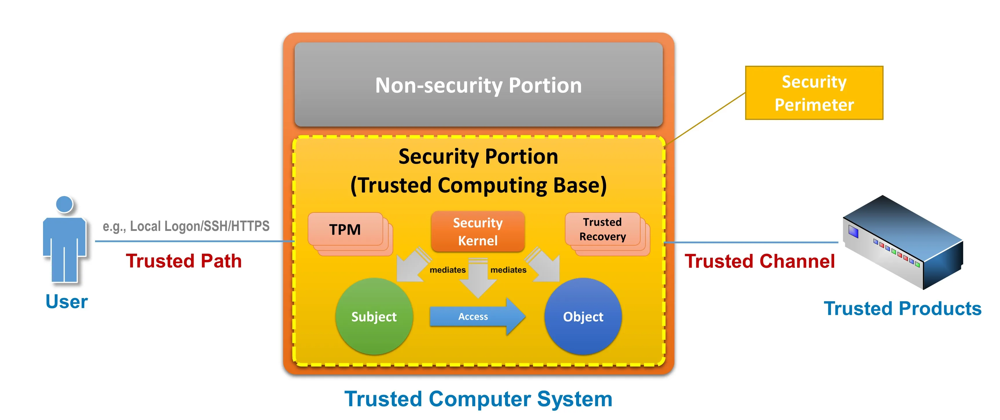 Non-security Portion
Security
Perimeter
Security Portion
(Trusted Computing Base)
e.g., Local Logon/SSH/HTTPS
Trusted Path
User
TPM
Security
Kernel
Trusted
Recovery
mediates
mediates
Subject
Access
Object
Trusted Channel
Trusted Products
Trusted Computer System